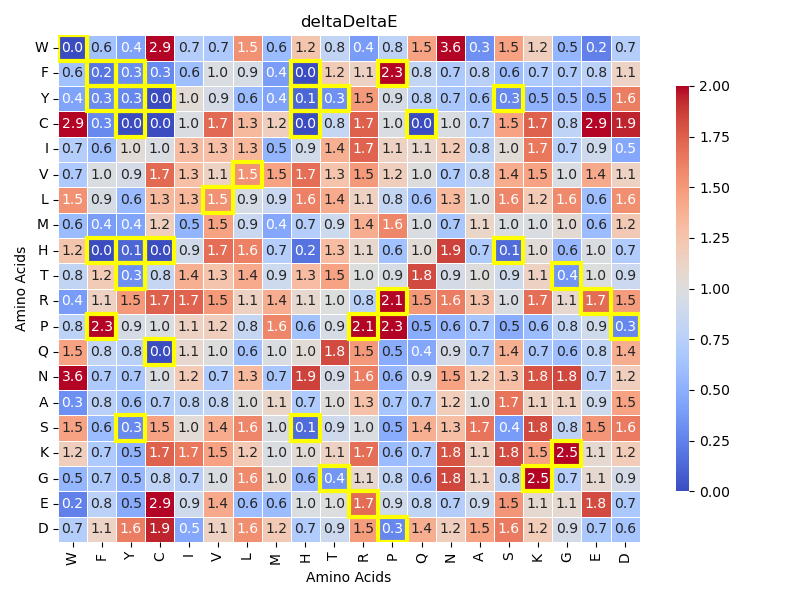 deltaDeltaE
W 0.0 0.6 0.4 2.9 0.7 0.7 1.5 0.6 1.2 0.8 0.4 0.8 1.5 3.6 0.3 1.5 1.2 0.5 0.2 0.7
F 0.6 0.2 0.3 0.3 0.6 1.0 0.9 0.4 0.0 1.2 1.1 2.3 0.8 0.7 0.8 0.6 0.7 0.7 0.8 1.1
Y 0.4 0.3 0.3 0.0 1.0 0.9 0.6 0.4 0.1 0.3 1.5 0.9 0.8 0.7 0.6 0.3 0.5 0.5 0.5 1.6
C 2.9 0.3 0.0 0.0 1.0 1.7 1.3 1.2 0.0 0.8 1.7 1.0 0.0 1.0 0.7 1.5 1.7 0.8 2.9 1.9
I 0.7 0.6 1.0 1.0 1.3 1.3 1.3 0.5 0.9 1.4 1.7 1.1 1.1 1.2 0.8 1.0 1.7 0.7 0.9 0.5
V 0.7 1.0 0.9 1.7 1.3 1.1 1.5 1.5 1.7 1.3 1.5 1.2 1.0 0.7 0.8 1.4 1.5 1.0 1.4 1.1
L 1.5 0.9 0.6 1.3 1.3 1.5 0.9 0.9 1.6 1.4 1.1 0.8 0.6 1.3 1.0 1.6 1.2 1.6 0.6 1.6
M 0.6 0.4 0.4 1.2 0.5 1.5 0.9 0.4 0.7 0.9 1.4 1.6 1.0 0.7 1.1 1.0 1.0 1.0 0.6 1.2
H 1.2 0.0 0.1 0.0 0.9 1.7 1.6 0.7 0.2 1.3 1.1 0.6 1.0 1.9 0.7 0.1 1.0 0.6 1.0 0.7
T 0.8 1.2 0.3 0.8 1.4 1.3 1.4 0.9 1.3 1.5 1.0 0.9 1.8 0.9 1.0 0.9 1.1 0.4 1.0 0.9
R 0.4 1.1 1.5 1.7 1.7 1.5 1.1 1.4 1.1 1.0 0.8 2.1 1.5 1.6 1.3 1.0 1.7 1.1 1.7 1.5
P 0.8 2.3 0.9 1.0 1.1 1.2 0.8 1.6 0.6 0.9 2.1 2.3 0.5 0.6 0.7 0.5 0.6 0.8 0.9 0.3
Q 1.5 0.8 0.8 0.0 1.1 1.0 0.6 1.0 1.0 1.8 1.5 0.5 0.4 0.9 0.7 1.4 0.7 0.6 0.8 1.4
N 3.6 0.7 0.7 1.0 1.2 0.7 1.3 0.7 1.9 0.9 1.6 0.6 0.9 1.5 1.2 1.3 1.8 1.8 0.7 1.2
A 0.3 0.8 0.6 0.7 0.8 0.8 1.0 1.1 0.7 1.0 1.3 0.7 0.7 1.2 1.0 1.7 1.1 1.1 0.9 1.5
S 1.5 0.6 0.3 1.5 1.0 1.4 1.6 1.0 0.1 0.9 1.0 0.5 1.4 1.3 1.7 0.4 1.8 0.8 1.5 1.6
K 1.2 0.7 0.5 1.7 1.7 1.5 1.2 1.0 1.0 1.1 1.7 0.6 0.7 1.8 1.1 1.8 1.5 2.5 1.1 1.2
G 0.5 0.7 0.5 0.8 0.7 1.0 1.6 1.0 0.6 0.4 1.1 0.8 0.6 1.8 1.1 0.8 2.5 0.7 1.1 0.9
E 0.2 0.8 0.5 2.9 0.9 1.4 0.6 0.6 1.0 1.0 1.7 0.9 0.8 0.7 0.9 1.5 1.1 1.1 1.8 0.7
D 0.7 1.1 1.6 1.9 0.5 1.1 1.6 1.2 0.7 0.9 1.5 0.3 1.4 1.2 1.5 1.6 1.2 0.9 0.7 0.6
W F Y C I V L M H T R P Q N A S K G E D
Amino Acids
Amino Acids
2.00
1.75
1.50
1.25
1.00
0.75
0.50
0.25
0.00